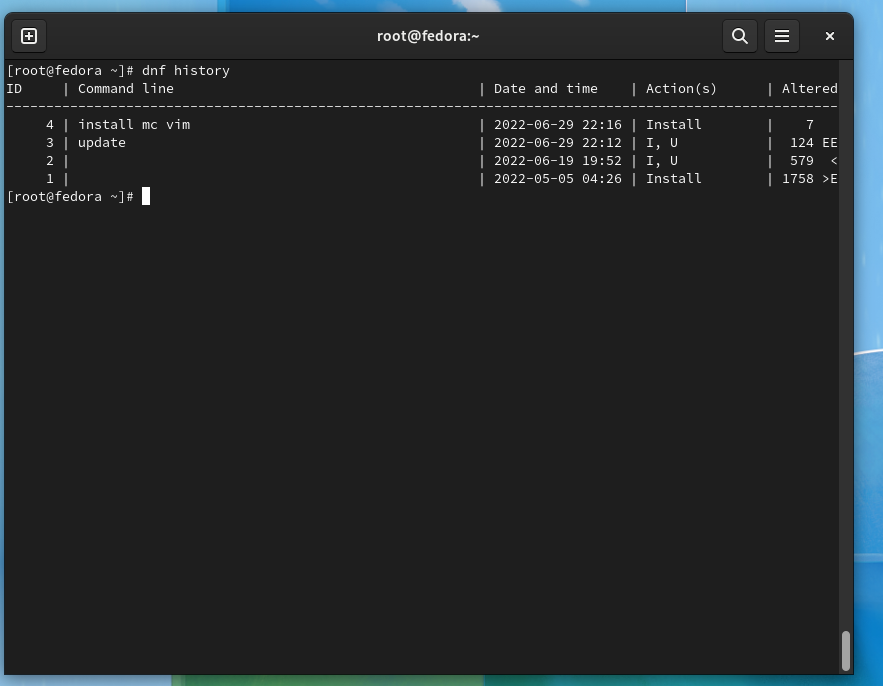 root@fedora:~
[root@fedora ~]# dnf history
ID     | Command line                                      | Date and time    | Action(s)      | Altered
--------------------------------------------------------------------------------------------------------
     4 | install mc vim                                    | 2022-06-29 22:16 | Install        |    7
     3 | update                                            | 2022-06-29 22:12 | I, U           |  124 EE
     2 |                                                   | 2022-06-19 19:52 | I, U           |  579  <
     1 |                                                   | 2022-05-05 04:26 | Install        | 1758 >E
[root@fedora ~]#